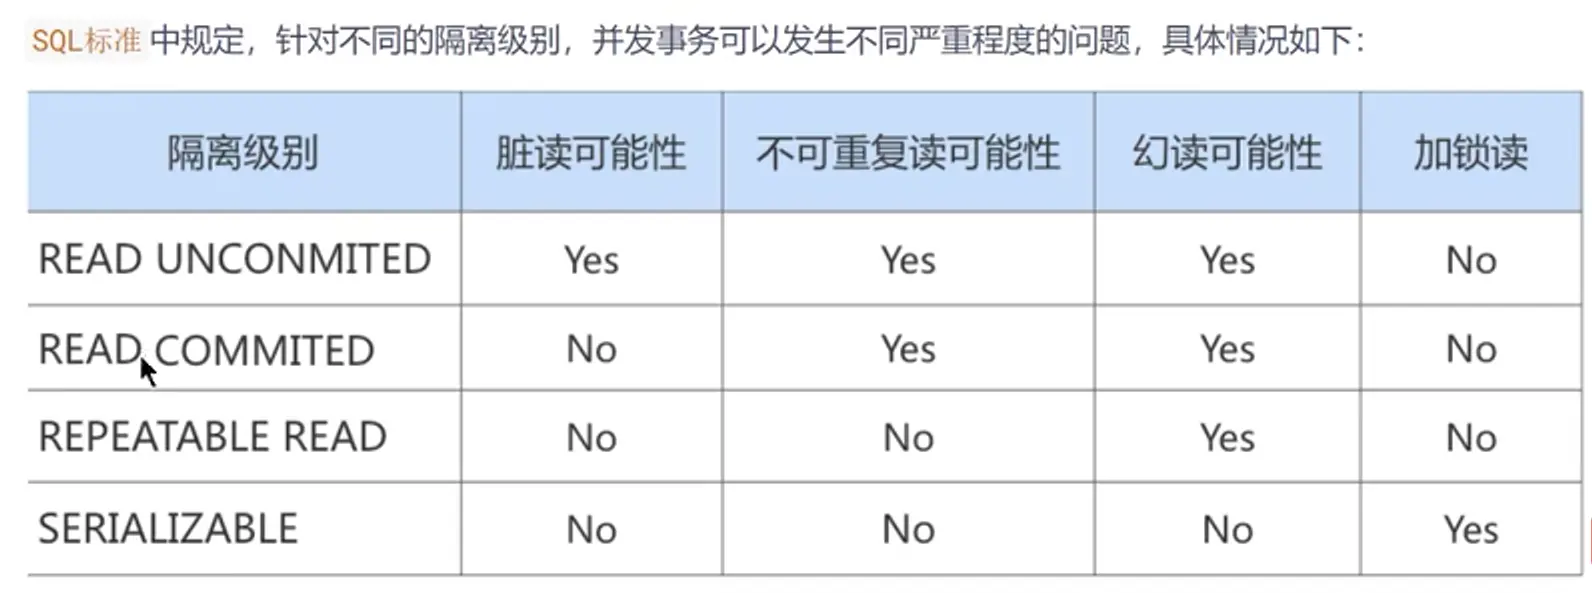 SQL标准 中规定，针对不同的隔离级别，并发事务可以发生不同严重程度的问题，具体情况如下：
隔离级别 脏读可能性 不可重复读可能性 幻读可能性 加锁读
READ UNCONMITED Yes Yes Yes No
READ COMMITED No Yes Yes No
REPEATABLE READ No No Yes No
SERIALIZABLE No No No Yes